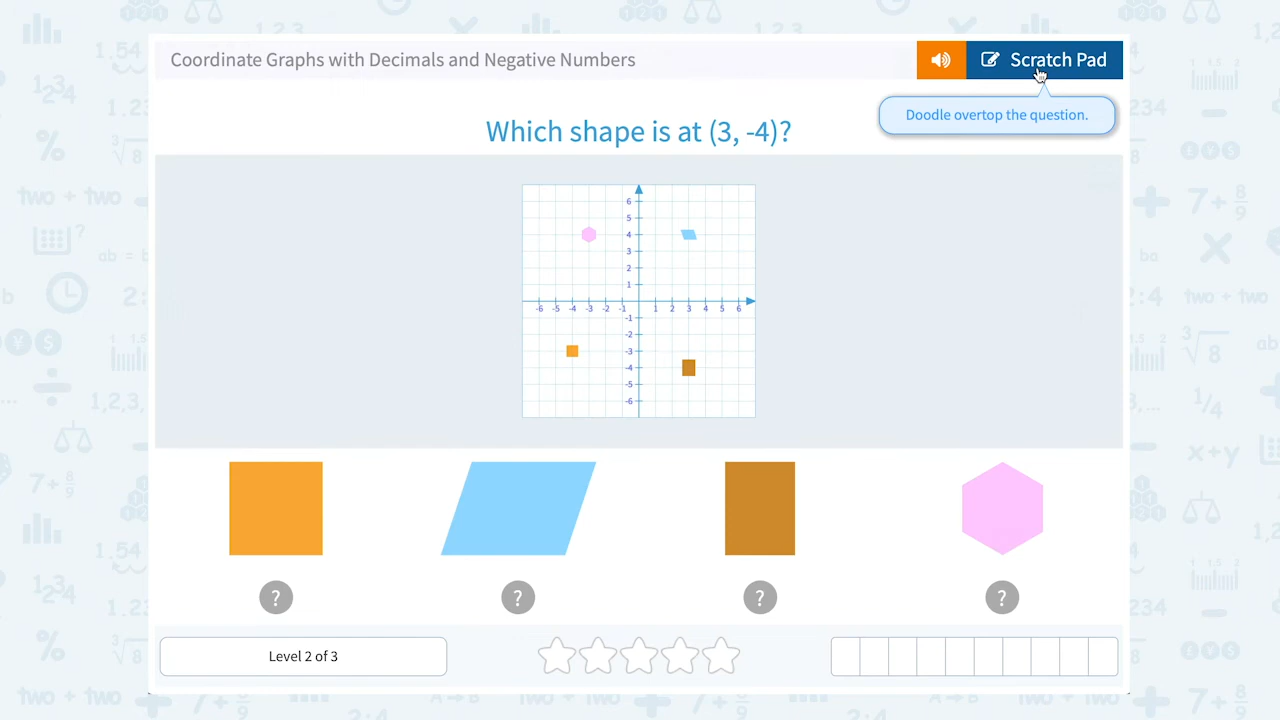 Coordinate Graphs with Decimals and Negative Numbers
Scratch Pad
Doodle overtop the question.
Which shape is at (3, -4)?
6
5
4
3
2
1
-6 -5 -4 -3 -2 -1 1 2 3 4 5 6
-1
-2
-3
-4
-5
-6
? ? ? ?
Level 2 of 3